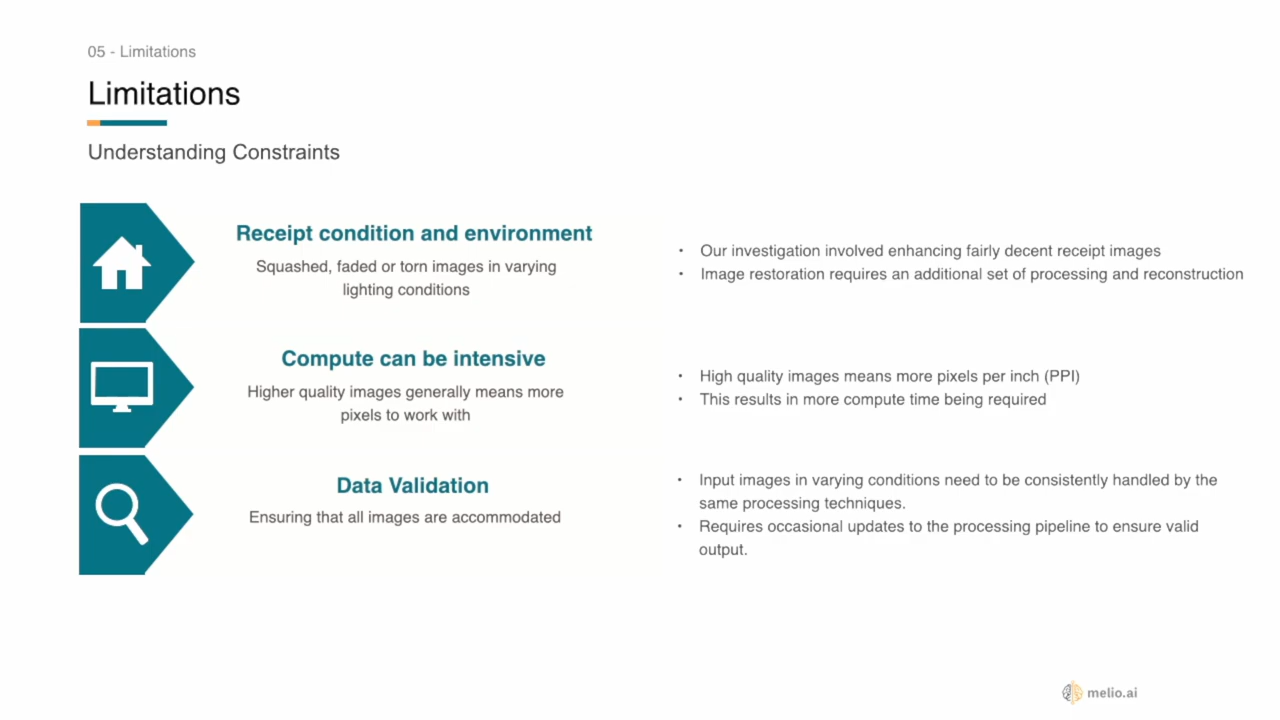 05 - Limitations
Limitations
Understanding Constraints
Receipt condition and environment
Squashed, faded or torn images in varying
lighting conditions
• Our investigation involved enhancing fairly decent receipt images
• Image restoration requires an additional set of processing and reconstruction
Compute can be intensive
Higher quality images generally means more
pixels to work with
• High quality images means more pixels per inch (PPI)
• This results in more compute time being required
Data Validation
Ensuring that all images are accommodated
• Input images in varying conditions need to be consistently handled by the
same processing techniques.
• Requires occasional updates to the processing pipeline to ensure valid
output.
melio.ai